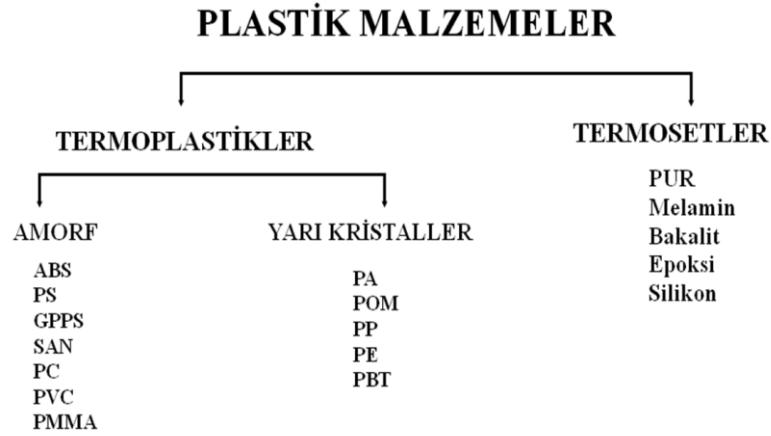 PLASTİK MALZEMELER
TERMOPLASTİKLER
TERMOSETLER
AMORF
ABS
PS
GPPS
SAN
PC
PVC
PMMA
YARI KRİSTALLER
PA
POM
PP
PE
PBT
PUR
Melamin
Bakalit
Epoksi
Silikon